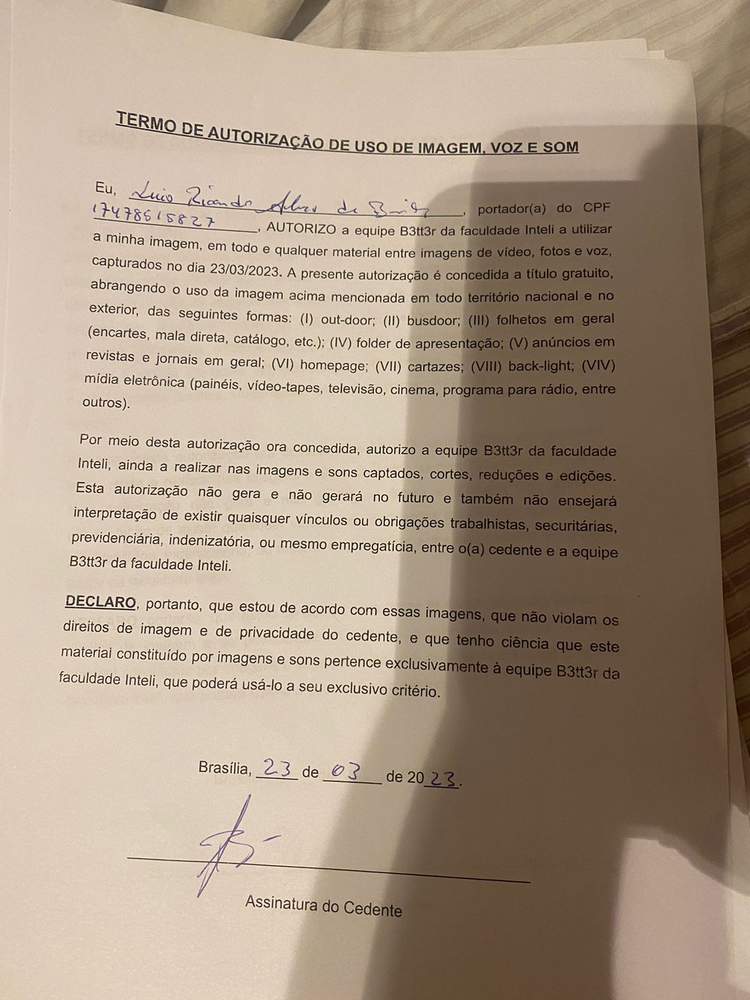 TERMO DE AUTORIZAÇÃO DE USO DE IMAGEM, VOZ E SOM
Eu, Ricardo de , portador(a) do CPF
17478515827, AUTORIZO a equipe B3tt3r da faculdade Inteli a utilizar
a minha imagem, em todo e qualquer material entre imagens de vídeo, fotos e voz,
capturados no dia 23/03/2023. A presente autorização é concedida a título gratuito,
abrangendo o uso da imagem acima mencionada em todo território nacional e no
exterior, das seguintes formas: (I) out-door; (II) busdoor; (III) folhetos em geral
(encartes, mala direta, catálogo, etc.); (IV) folder de apresentação; (V) anúncios em
revistas e jornais em geral; (VI) homepage; (VII) cartazes; (VIII) back-light; (VIV)
mídia eletrônica (painéis, vídeo-tapes, televisão, cinema, programa para rádio, entre
outros).
Por meio desta autorização ora concedida, autorizo a equipe B3tt3r da faculdade
Inteli, ainda a realizar nas imagens e sons captados, cortes, reduções e edições.
Esta autorização não gera e não gerará no futuro e também não ensejará
interpretação de existir quaisquer vínculos ou obrigações trabalhistas, securitárias,
previdenciária, indenizatória, ou mesmo empregatícia, entre o(a) cedente e a equipe
B3tt3r da faculdade Inteli.
DECLARO, portanto, que estou de acordo com essas imagens, que não violam os
direitos de imagem e de privacidade do cedente, e que tenho ciência que este
material constituído por imagens e sons pertence exclusivamente à equipe B3tt3r da
faculdade Inteli, que poderá usá-lo a seu exclusivo critério.
Brasília, 23 de 03 de 2023.
Assinatura do Cedente